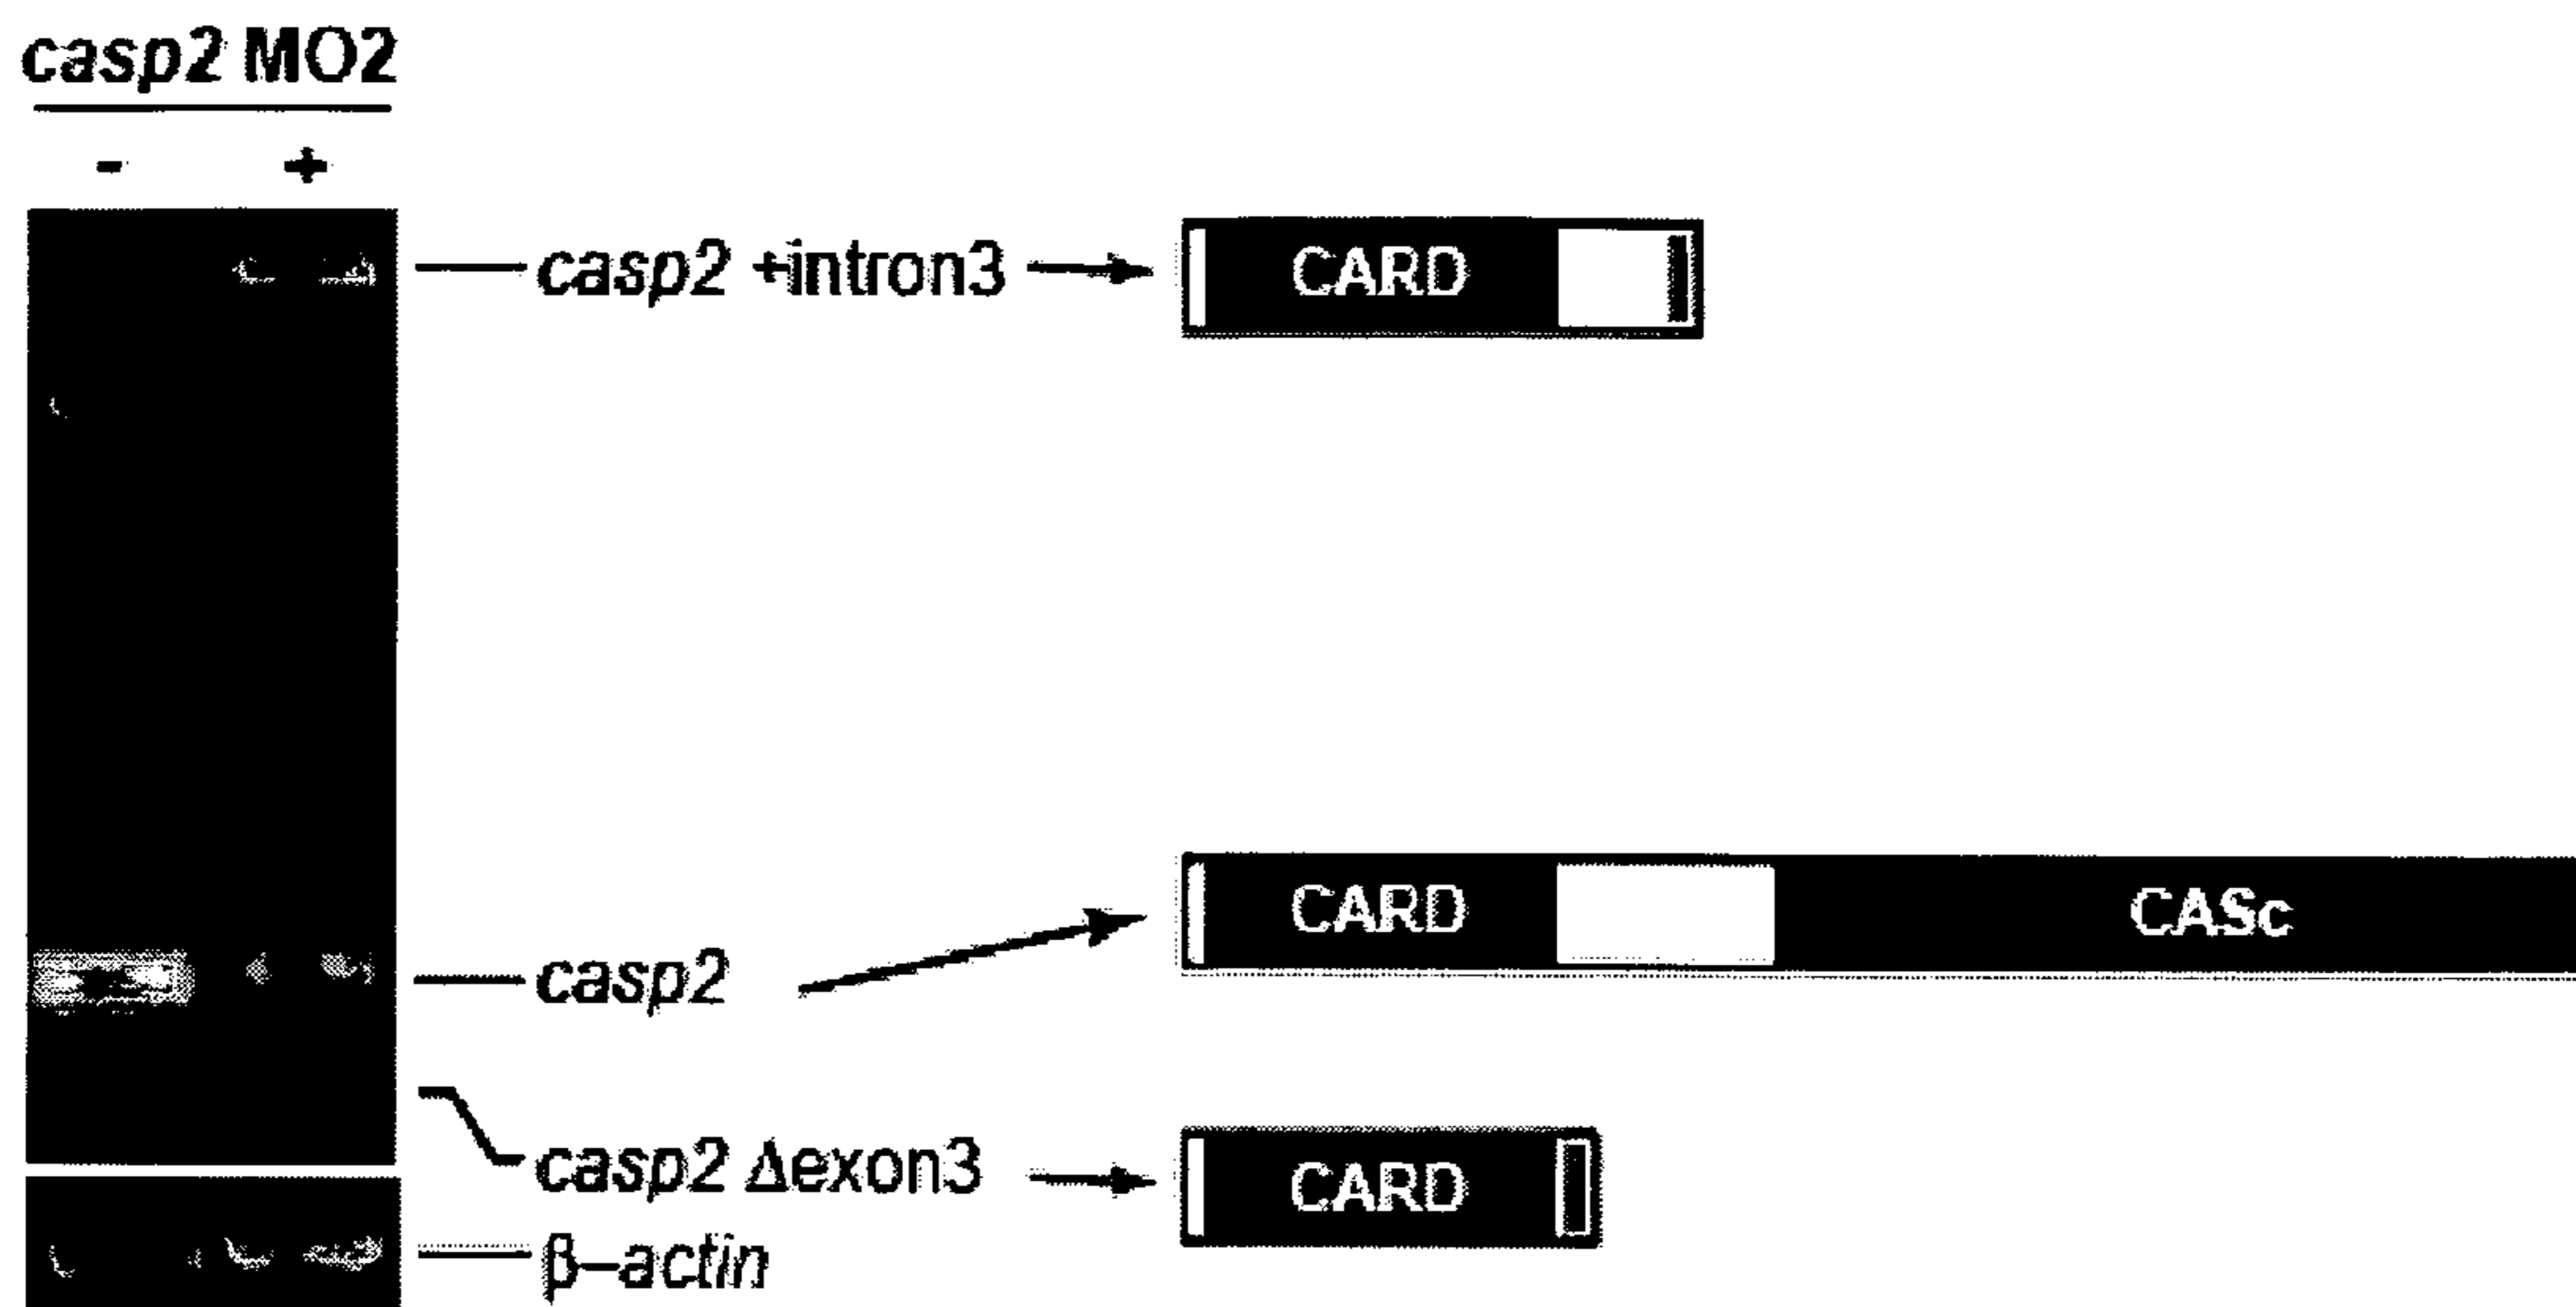 casp2 MO2
- +
casp2 +intron3
CARD
casp2
CARD CASc
casp2 Δexon3
CARD
β–actin